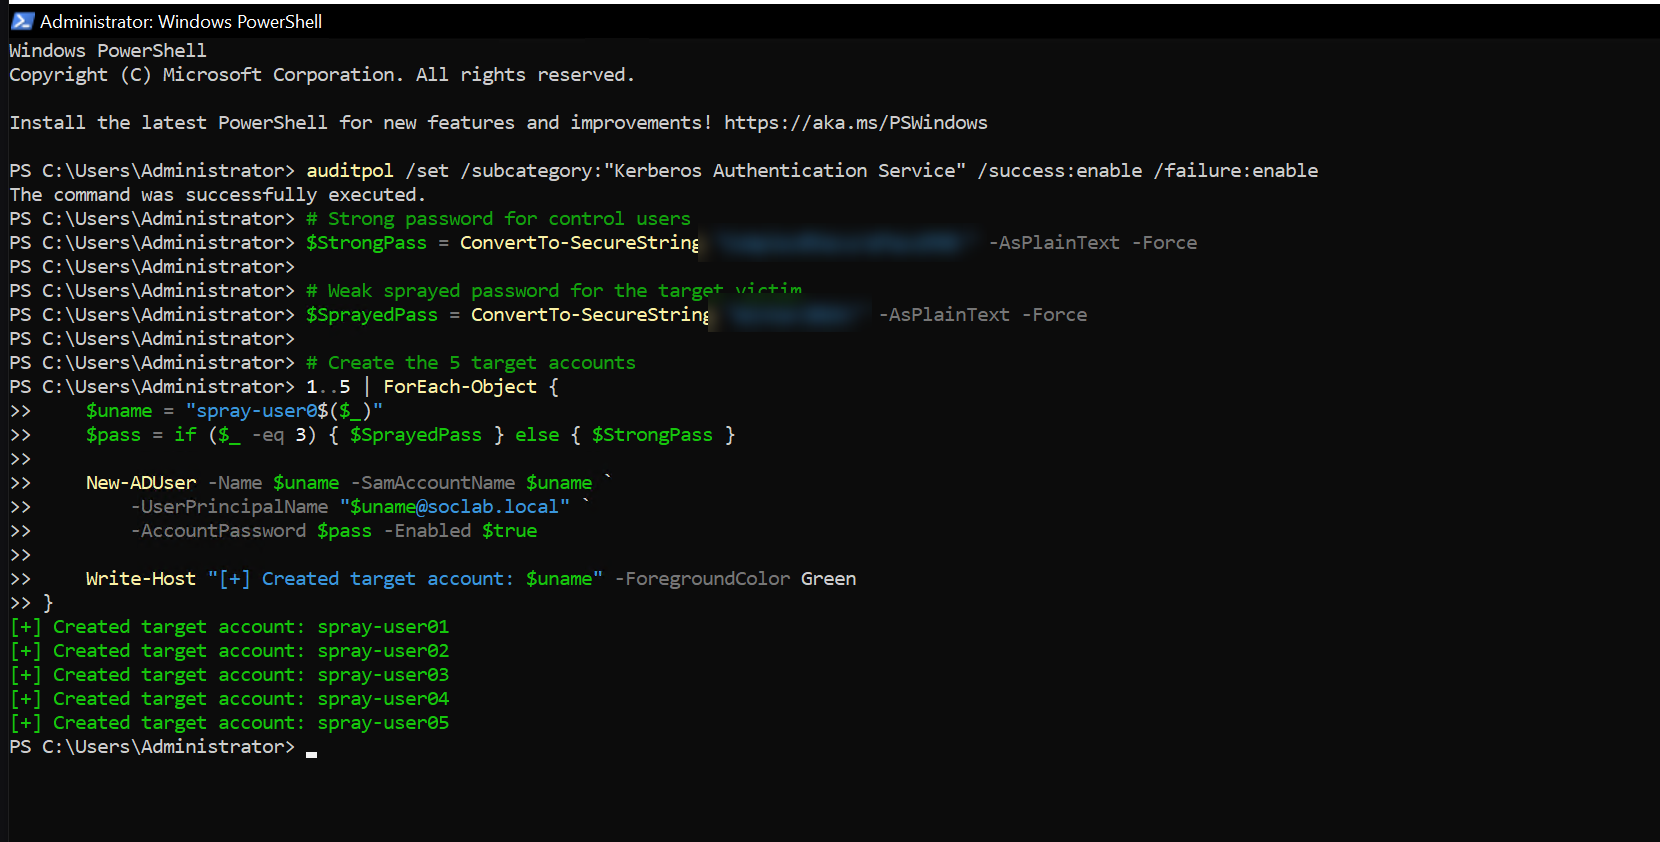 Administrator: Windows PowerShell
Windows PowerShell
Copyright (C) Microsoft Corporation. All rights reserved.
Install the latest PowerShell for new features and improvements! https://aka.ms/PSWindows
PS C:\Users\Administrator> auditpol /set /subcategory:"Kerberos Authentication Service" /success:enable /failure:enable
The command was successfully executed.
PS C:\Users\Administrator> # Strong password for control users
PS C:\Users\Administrator> $StrongPass = ConvertTo-SecureString -AsPlainText -Force
PS C:\Users\Administrator>
PS C:\Users\Administrator> # Weak sprayed password for the target victim
PS C:\Users\Administrator> $SprayedPass = ConvertTo-SecureString -AsPlainText -Force
PS C:\Users\Administrator>
PS C:\Users\Administrator> # Create the 5 target accounts
PS C:\Users\Administrator> 1..5 | ForEach-Object {
>>     $uname = "spray-user0$($_)"
>>     $pass = if ($_ -eq 3) { $SprayedPass } else { $StrongPass }
>>
>>     New-ADUser -Name $uname -SamAccountName $uname `
>>         -UserPrincipalName "$uname@soclab.local" `
>>         -AccountPassword $pass -Enabled $true
>>
>>     Write-Host "[+] Created target account: $uname" -ForegroundColor Green
>> }
[+] Created target account: spray-user01
[+] Created target account: spray-user02
[+] Created target account: spray-user03
[+] Created target account: spray-user04
[+] Created target account: spray-user05
PS C:\Users\Administrator>